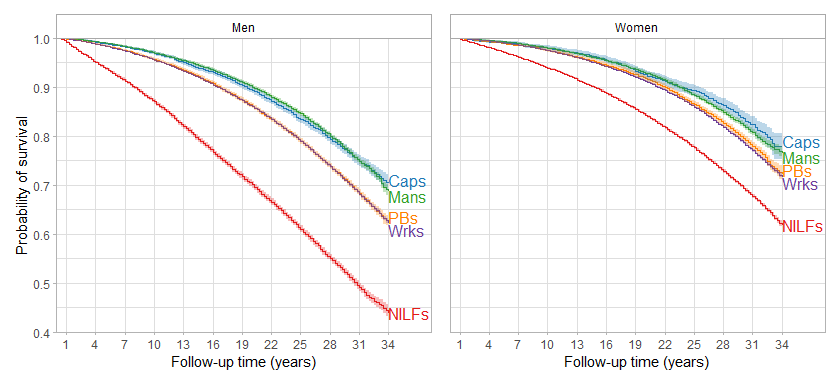 Men
Women
Probability of survival
1.0
0.9
0.8
0.7
0.6
0.5
0.4
Caps
Mans
PBs
Wrks
NILFs
Caps
Mans
PBs
Wrks
NILFs
1 4 7 10 13 16 19 22 25 28 31 34
1 4 7 10 13 16 19 22 25 28 31 34
Follow-up time (years)
Follow-up time (years)